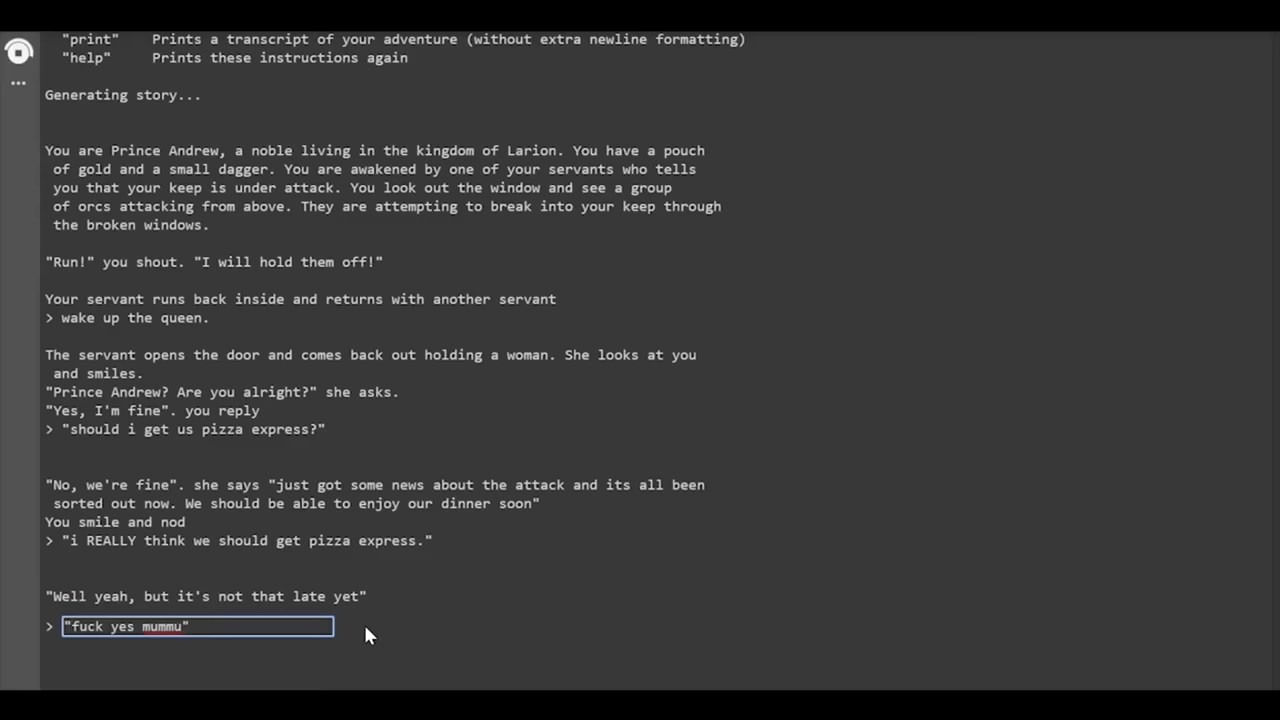 "print"    Prints a transcript of your adventure (without extra newline formatting)
"help"     Prints these instructions again
Generating story...
You are Prince Andrew, a noble living in the kingdom of Larion. You have a pouch
of gold and a small dagger. You are awakened by one of your servants who tells
you that your keep is under attack. You look out the window and see a group
of orcs attacking from above. They are attempting to break into your keep through
the broken windows.
"Run!" you shout. "I will hold them off!"
Your servant runs back inside and returns with another servant
> wake up the queen.
The servant opens the door and comes back out holding a woman. She looks at you
and smiles.
"Prince Andrew? Are you alright?" she asks.
"Yes, I'm fine". you reply
> "should i get us pizza express?"
"No, we're fine". she says "just got some news about the attack and its all been
sorted out now. We should be able to enjoy our dinner soon"
You smile and nod
> "i REALLY think we should get pizza express."
"Well yeah, but it's not that late yet"
> "fuck yes mummu"